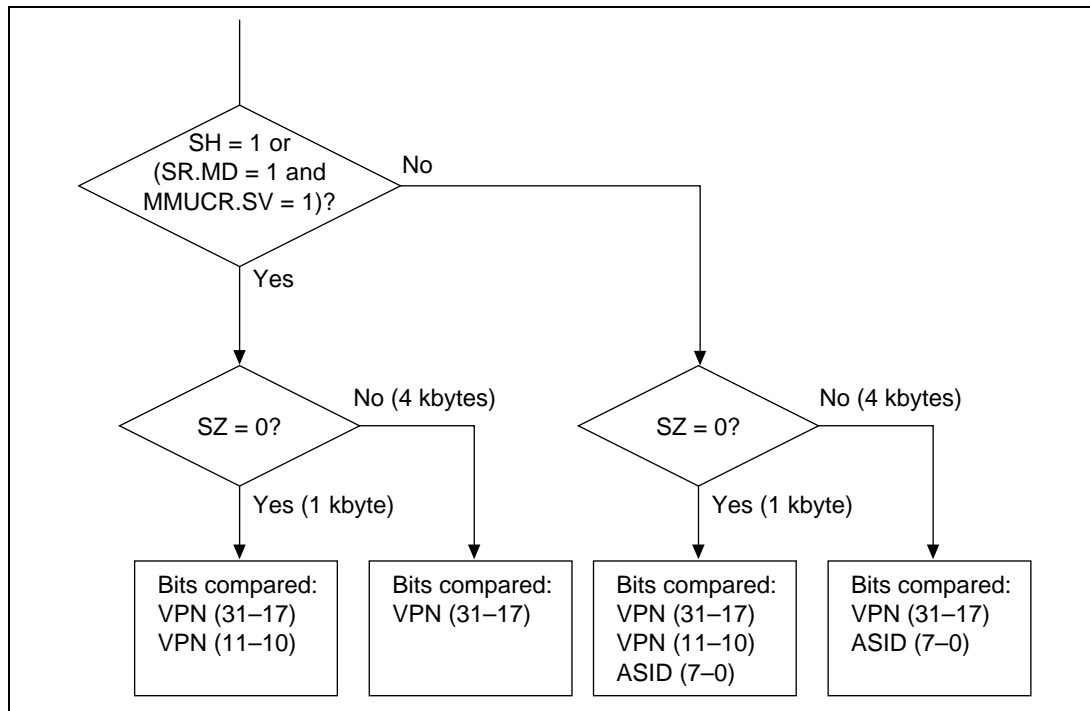 SH = 1 or
(SR.MD = 1 and
MMUCR.SV = 1)?
No
Yes
SZ = 0?
No (4 kbytes)
Yes (1 kbyte)
SZ = 0?
No (4 kbytes)
Yes (1 kbyte)
Bits compared:
VPN (31–17)
VPN (11–10)
Bits compared:
VPN (31–17)
Bits compared:
VPN (31–17)
VPN (11–10)
ASID (7–0)
Bits compared:
VPN (31–17)
ASID (7–0)